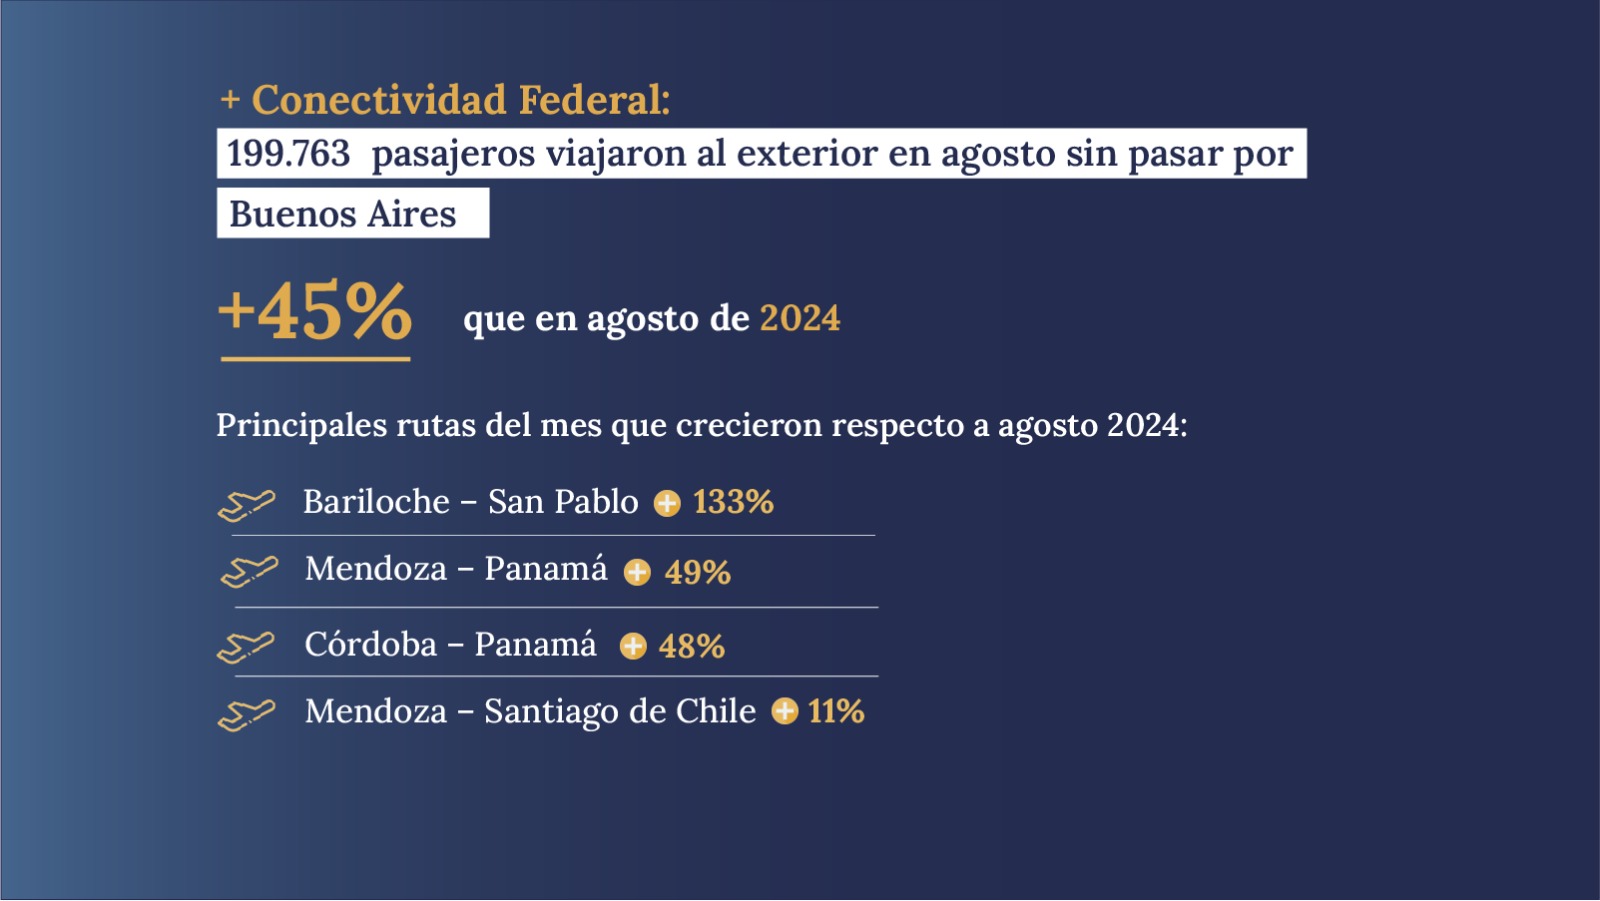 + Conectividad Federal:
199.763 pasajeros viajaron al exterior en agosto sin pasar por
Buenos Aires
+45% que en agosto de 2024
Principales rutas del mes que crecieron respecto a agosto 2024:
Bariloche – San Pablo + 133%
Mendoza – Panamá + 49%
Córdoba – Panamá + 48%
Mendoza – Santiago de Chile + 11%